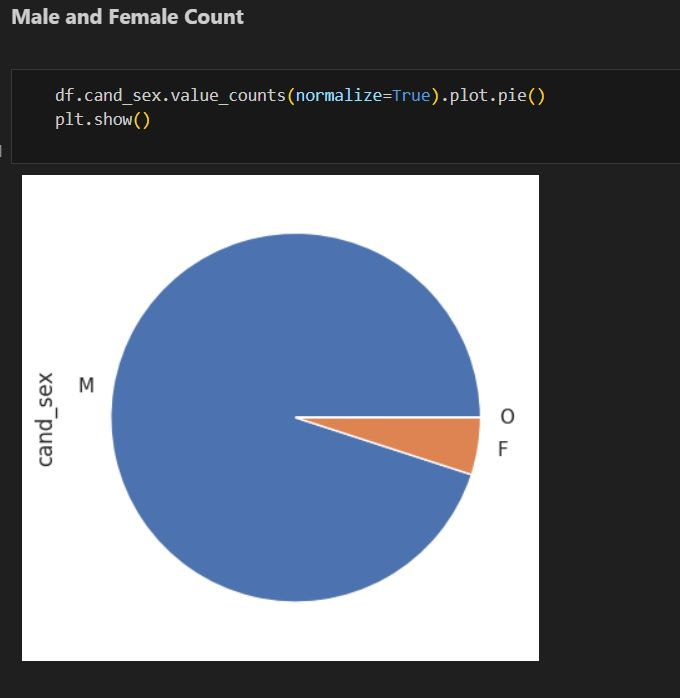 Male and Female Count
df.cand_sex.value_counts(normalize=True).plot.pie()
plt.show()
cand_sex
M
O
F